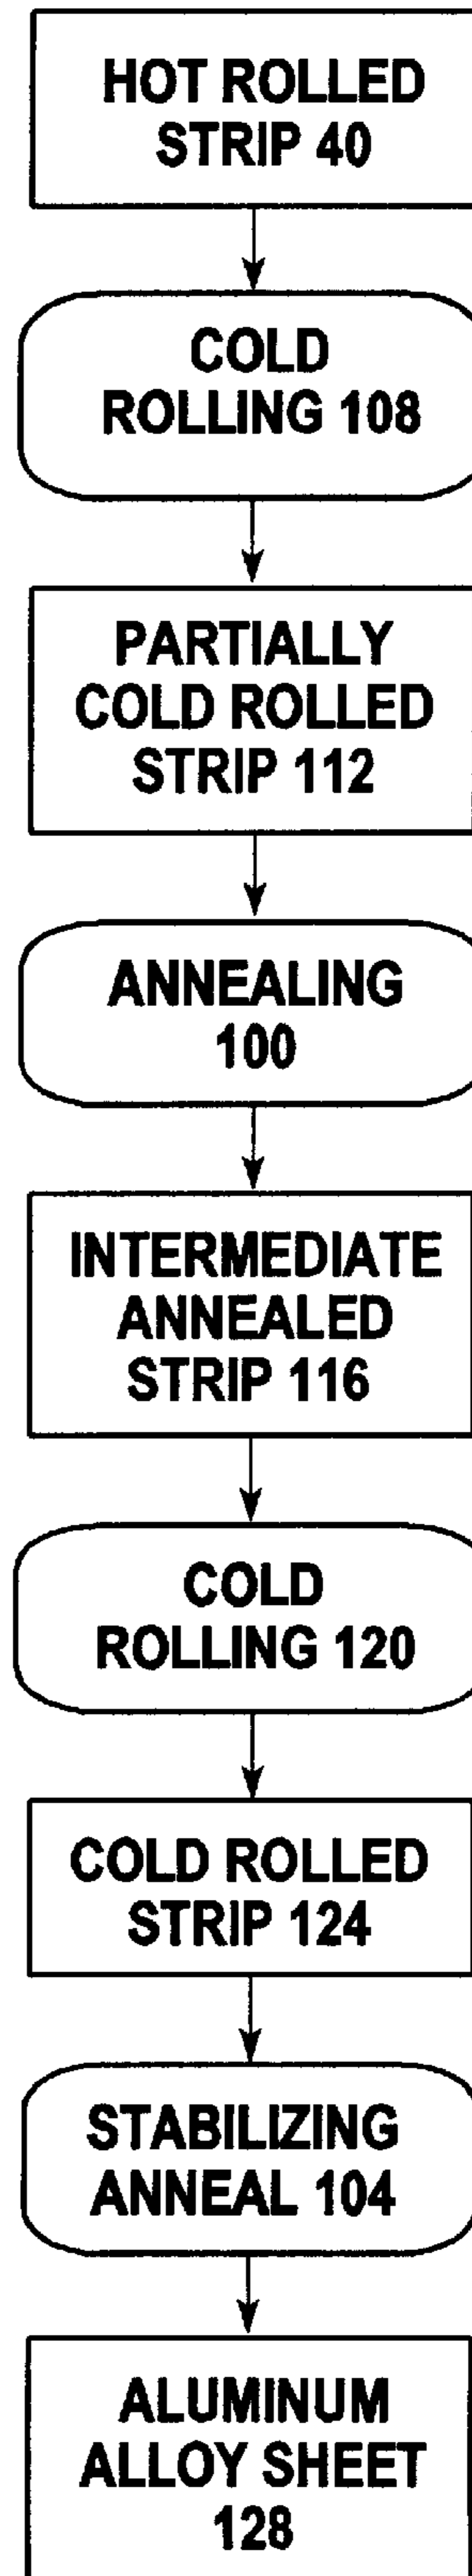 HOT ROLLED
STRIP 40
COLD
ROLLING 108
PARTIALLY
COLD ROLLED
STRIP 112
ANNEALING
100
INTERMEDIATE
ANNEALED
STRIP 116
COLD
ROLLING 120
COLD ROLLED
STRIP 124
STABILIZING
ANNEAL 104
ALUMINUM
ALLOY SHEET
128